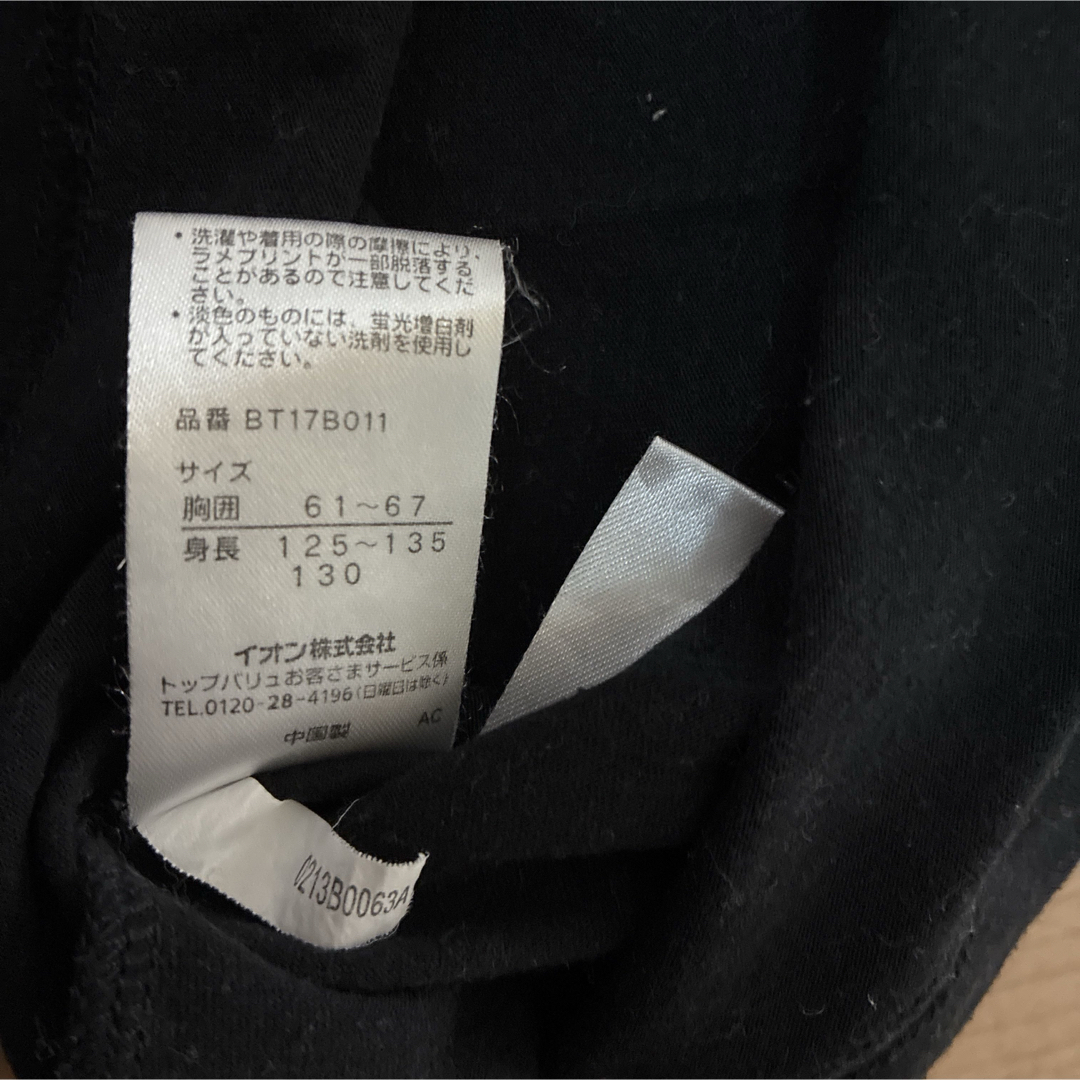 ・洗濯や着用の際の摩擦により、
ラメプリントが一部脱落する
ことがあるので注意してくだ
さい。
・淡色のものには、蛍光増白剤
が入っていない洗剤を使用し
てください。
品番 BT17B011
サイズ
胸囲 61～67
身長 125～135
130
イオン株式会社
トップバリュお客さまサービス係
TEL.0120-28-4196(日曜日は除く)
中国製 AC
0213B0063A